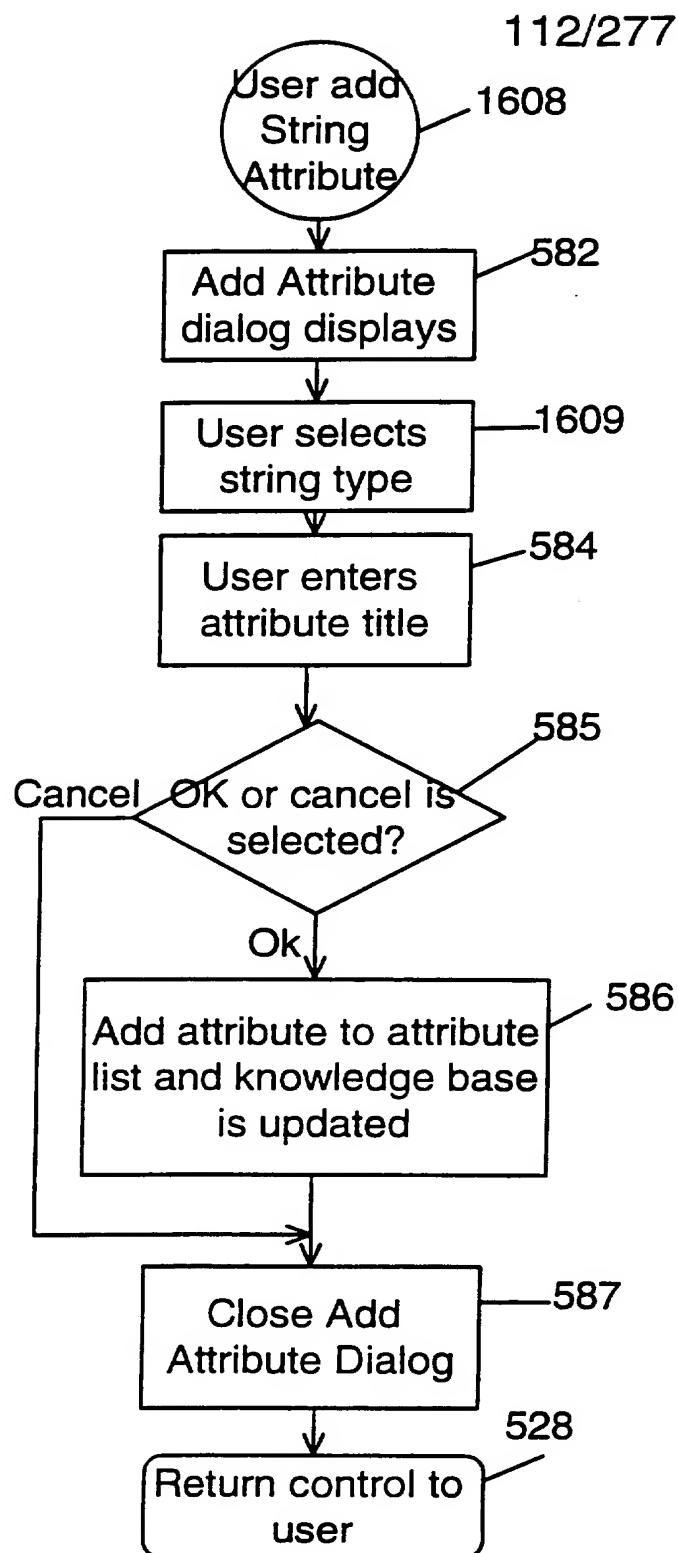 112/277
User add
String
Attribute
1608
Add Attribute
dialog displays
582
User selects
string type
1609
User enters
attribute title
584
585
Cancel
OK or cancel is
selected?
Ok
586
Add attribute to attribute
list and knowledge base
is updated
Close Add
Attribute Dialog
587
528
Return control to
user